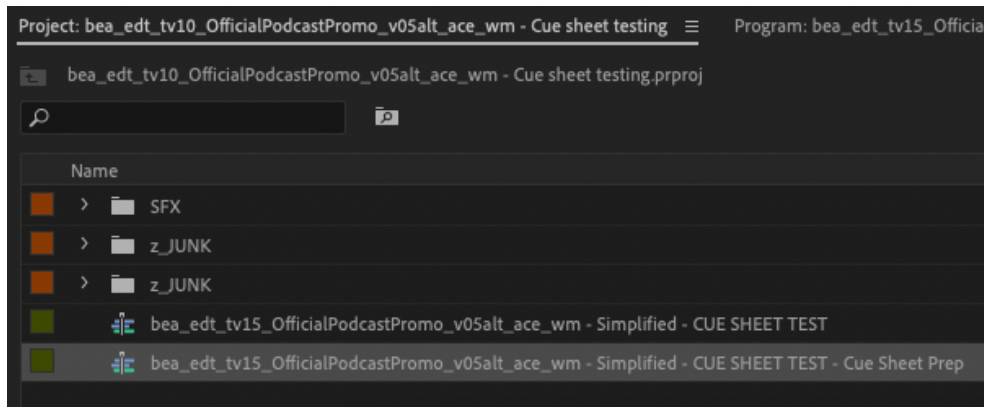 Project: bea_edt_tv10_OfficialPodcastPromo_v05alt_ace_wm - Cue sheet testing Program: bea_edt_tv15_Officia
bea_edt_tv10_OfficialPodcastPromo_v05alt_ace_wm - Cue sheet testing.prproj
Name
SFX
z_JUNK
z_JUNK
bea_edt_tv15_OfficialPodcastPromo_v05alt_ace_wm - Simplified - CUE SHEET TEST
bea_edt_tv15_OfficialPodcastPromo_v05alt_ace_wm - Simplified - CUE SHEET TEST - Cue Sheet Prep